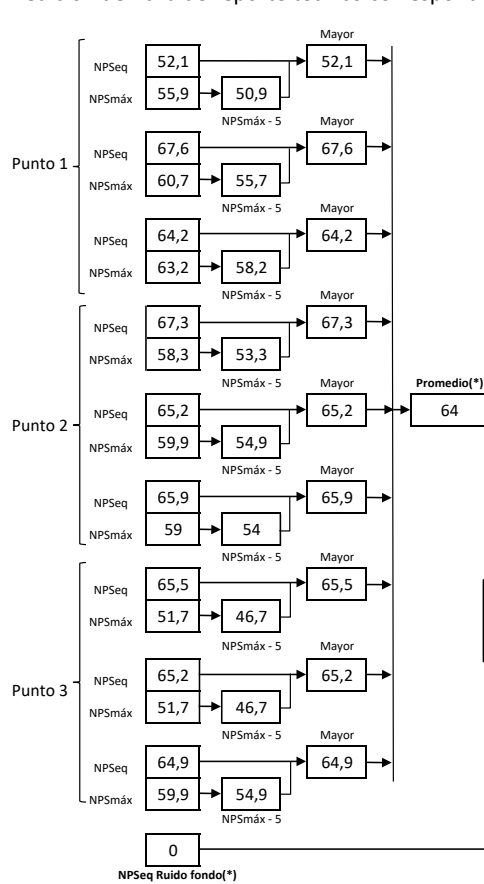 Mayor
NPSeq 52,1 52,1
NPSmáx 55,9 50,9
NPSmáx - 5
Mayor
Punto 1
NPSeq 67,6 67,6
NPSmáx 60,7 55,7
NPSmáx - 5
Mayor
NPSeq 64,2 64,2
NPSmáx 63,2 58,2
NPSmáx - 5
Mayor
NPSeq 67,3 67,3
NPSmáx 58,3 53,3
NPSmáx - 5
Mayor
Promedio(*)
Punto 2
NPSeq 65,2 65,2 64
NPSmáx 59,9 54,9
NPSmáx - 5
Mayor
NPSeq 65,9 65,9
NPSmáx 59 54
NPSmáx - 5
Mayor
NPSeq 65,5 65,5
NPSmáx 51,7 46,7
NPSmáx - 5
Mayor
Punto 3
NPSeq 65,2 65,2
NPSmáx 51,7 46,7
NPSmáx - 5
Mayor
NPSeq 64,9 64,9
NPSmáx 59,9 54,9
NPSmáx - 5
0
NPSeq Ruido fondo(*)